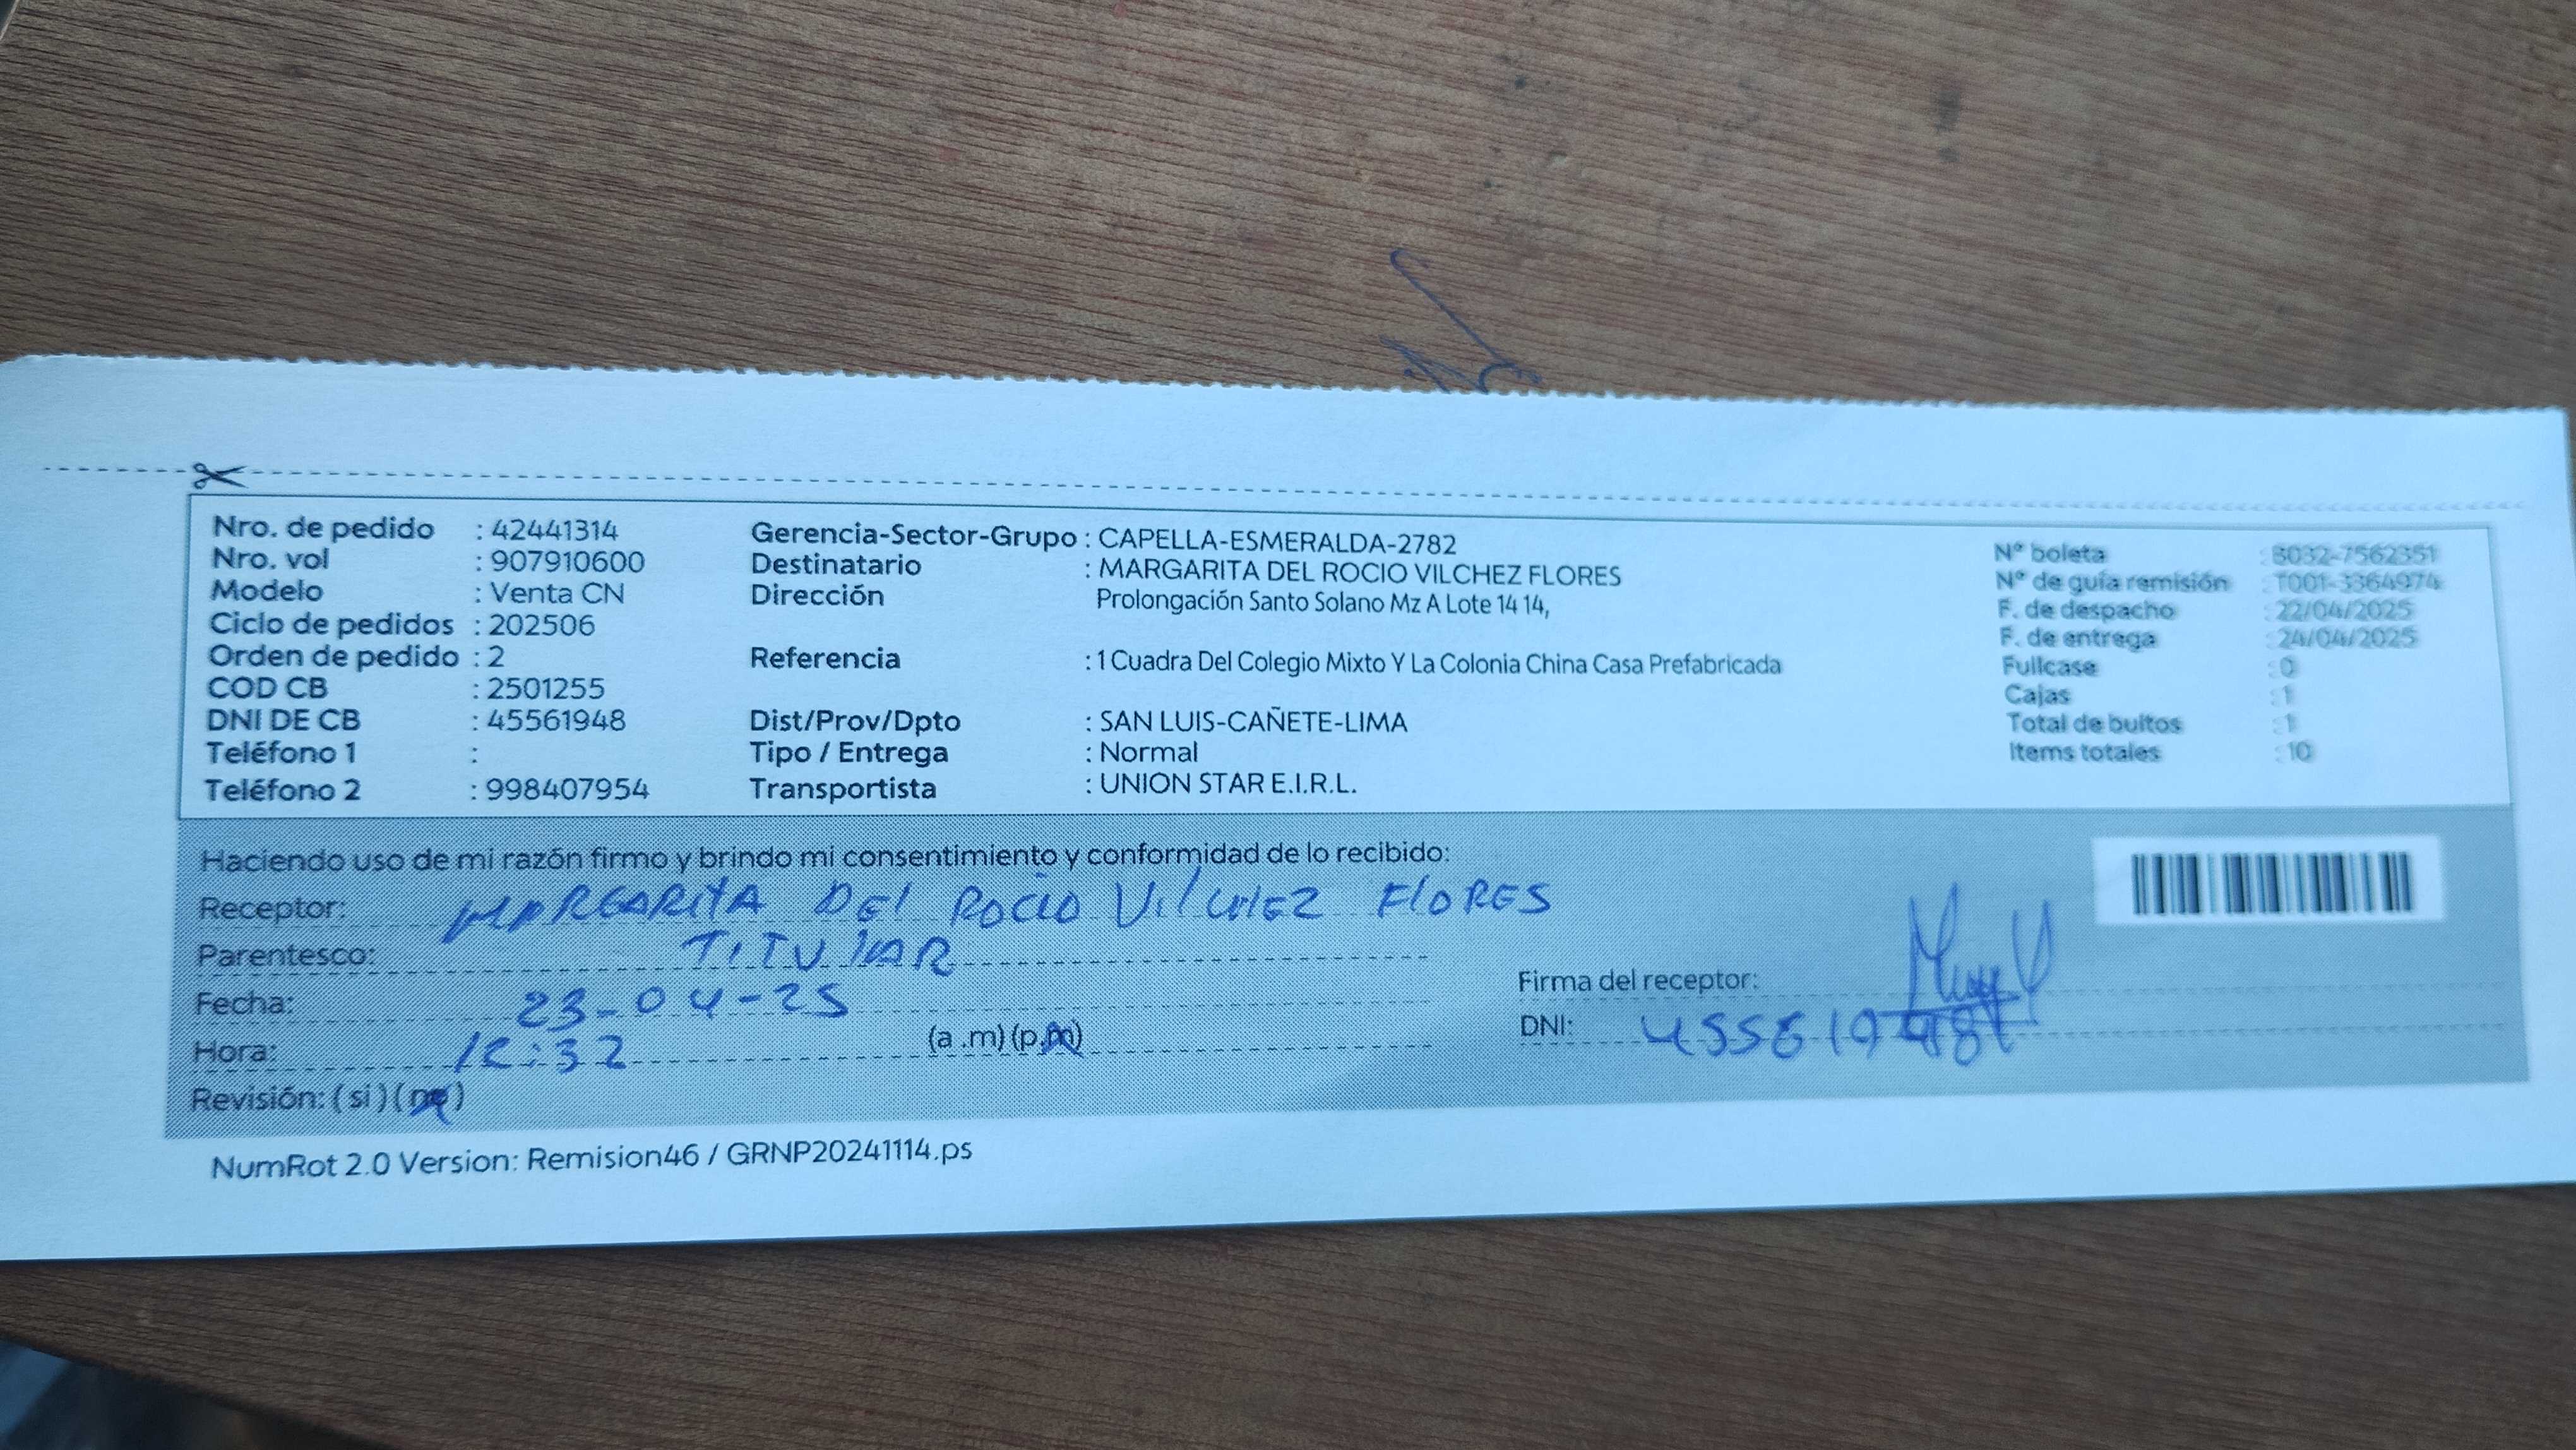 Nro. de pedido : 42441314
Nro. vol : 907910600
Modelo : Venta CN
Ciclo de pedidos : 202506
Orden de pedido : 2
COD CB : 2501255
DNI DE CB : 45561948
Teléfono 1 :
Teléfono 2 : 998407954
Gerencia-Sector-Grupo : CAPELLA-ESMERALDA-2782
Destinatario : MARGARITA DEL ROCIO VILCHEZ FLORES
Dirección Prolongación Santo Solano Mz A Lote 14 14,
Referencia : 1 Cuadra Del Colegio Mixto Y La Colonia China Casa Prefabricada
Dist/Prov/Dpto : SAN LUIS-CAÑETE-LIMA
Tipo / Entrega : Normal
Transportista : UNION STAR E.I.R.L.
N° boleta : B032-7562351
N° de guía remisión : T001-3364974
F. de despacho : 22/04/2025
F. de entrega : 24/04/2025
Fullcase : 0
Cajas : 1
Total de bultos : 1
Items totales : 10
Haciendo uso de mi razón firmo y brindo mi consentimiento y conformidad de lo recibido:
Receptor: MARGARITA DEl ROCIO VilCHEZ FlORES
Parentesco: TITUlAR
Fecha: 23-04-25
Hora: 12:32 (a .m) (p.m)
Revisión: ( si ) ( no )
Firma del receptor:
DNI: 45561948
NumRot 2.0 Version: Remision46 / GRNP20241114.ps